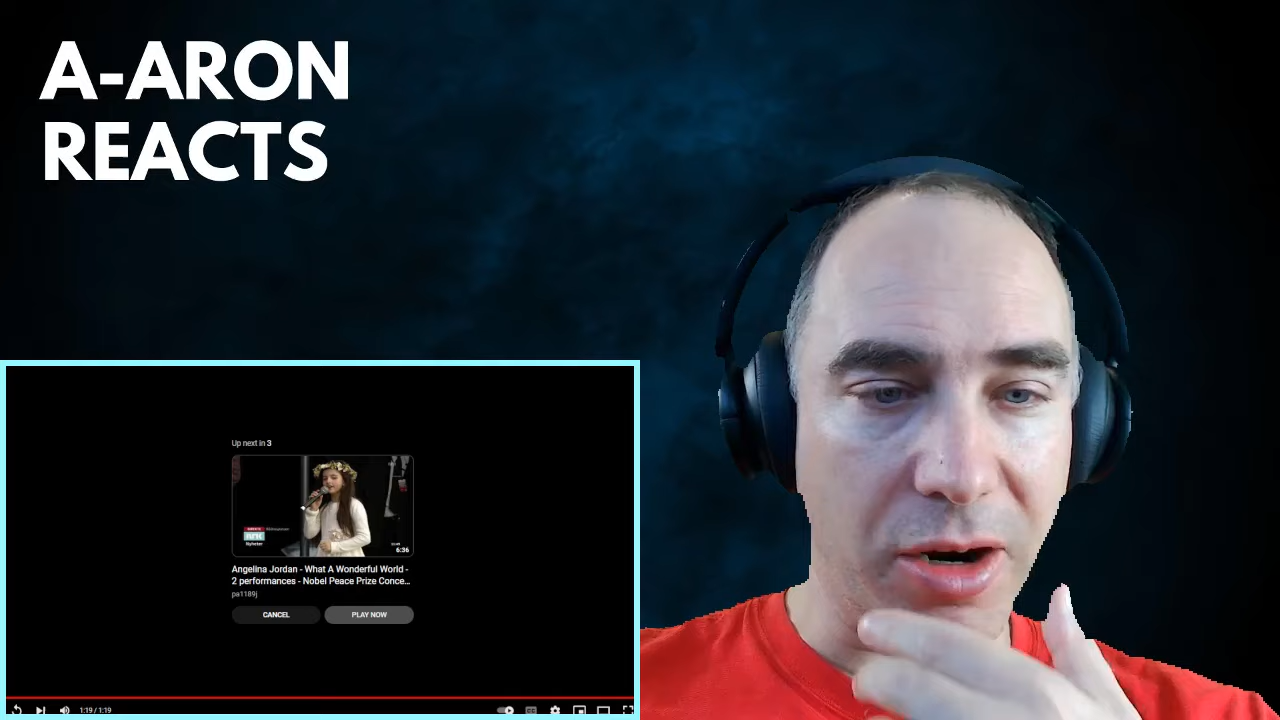 A-ARON
REACTS
Up next in 3
6:36
Angelina Jordan - What A Wonderful World -
2 performances - Nobel Peace Prize Conce...
pa1189j
CANCEL
PLAY NOW
1:19 / 1:19